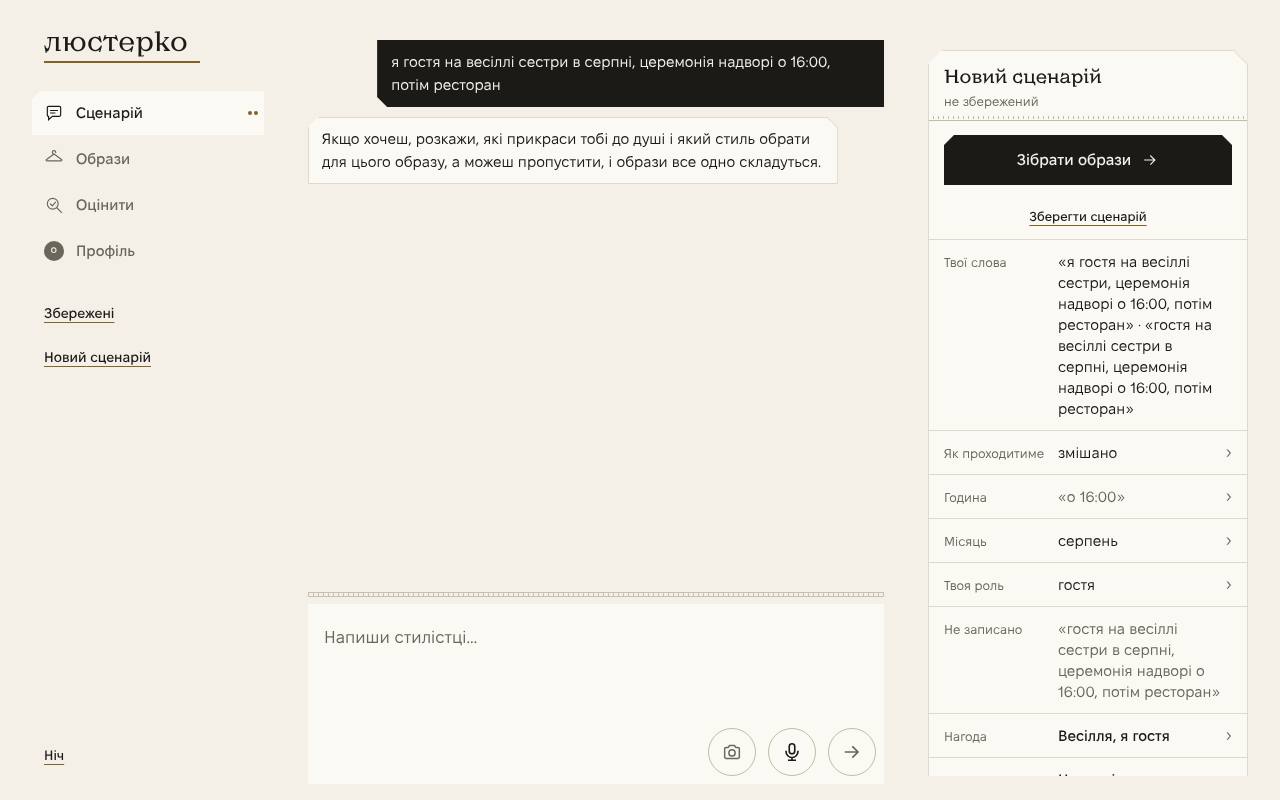 люстерко
Сценарій
Образи
Оцінити
Профіль
Збережені
Новий сценарій
Ніч
я гостя на весіллі сестри в серпні, церемонія надворі о 16:00,
потім ресторан
Якщо хочеш, розкажи, які прикраси тобі до душі і який стиль обрати
для цього образу, а можеш пропустити, і образи все одно складуться.
Напиши стилістці...
Новий сценарій
не збережений
Зібрати образи →
Зберегти сценарій
Твої слова
«я гостя на весіллі
сестри, церемонія
надворі о 16:00, потім
ресторан» · «гостя на
весіллі сестри в
серпні, церемонія
надворі о 16:00, потім
ресторан»
Як проходитиме змішано
Година «о 16:00»
Місяць серпень
Твоя роль гостя
Не записано
«гостя на весіллі
сестри в серпні,
церемонія надворі о
16:00, потім ресторан»
Нагода Весілля, я гостя